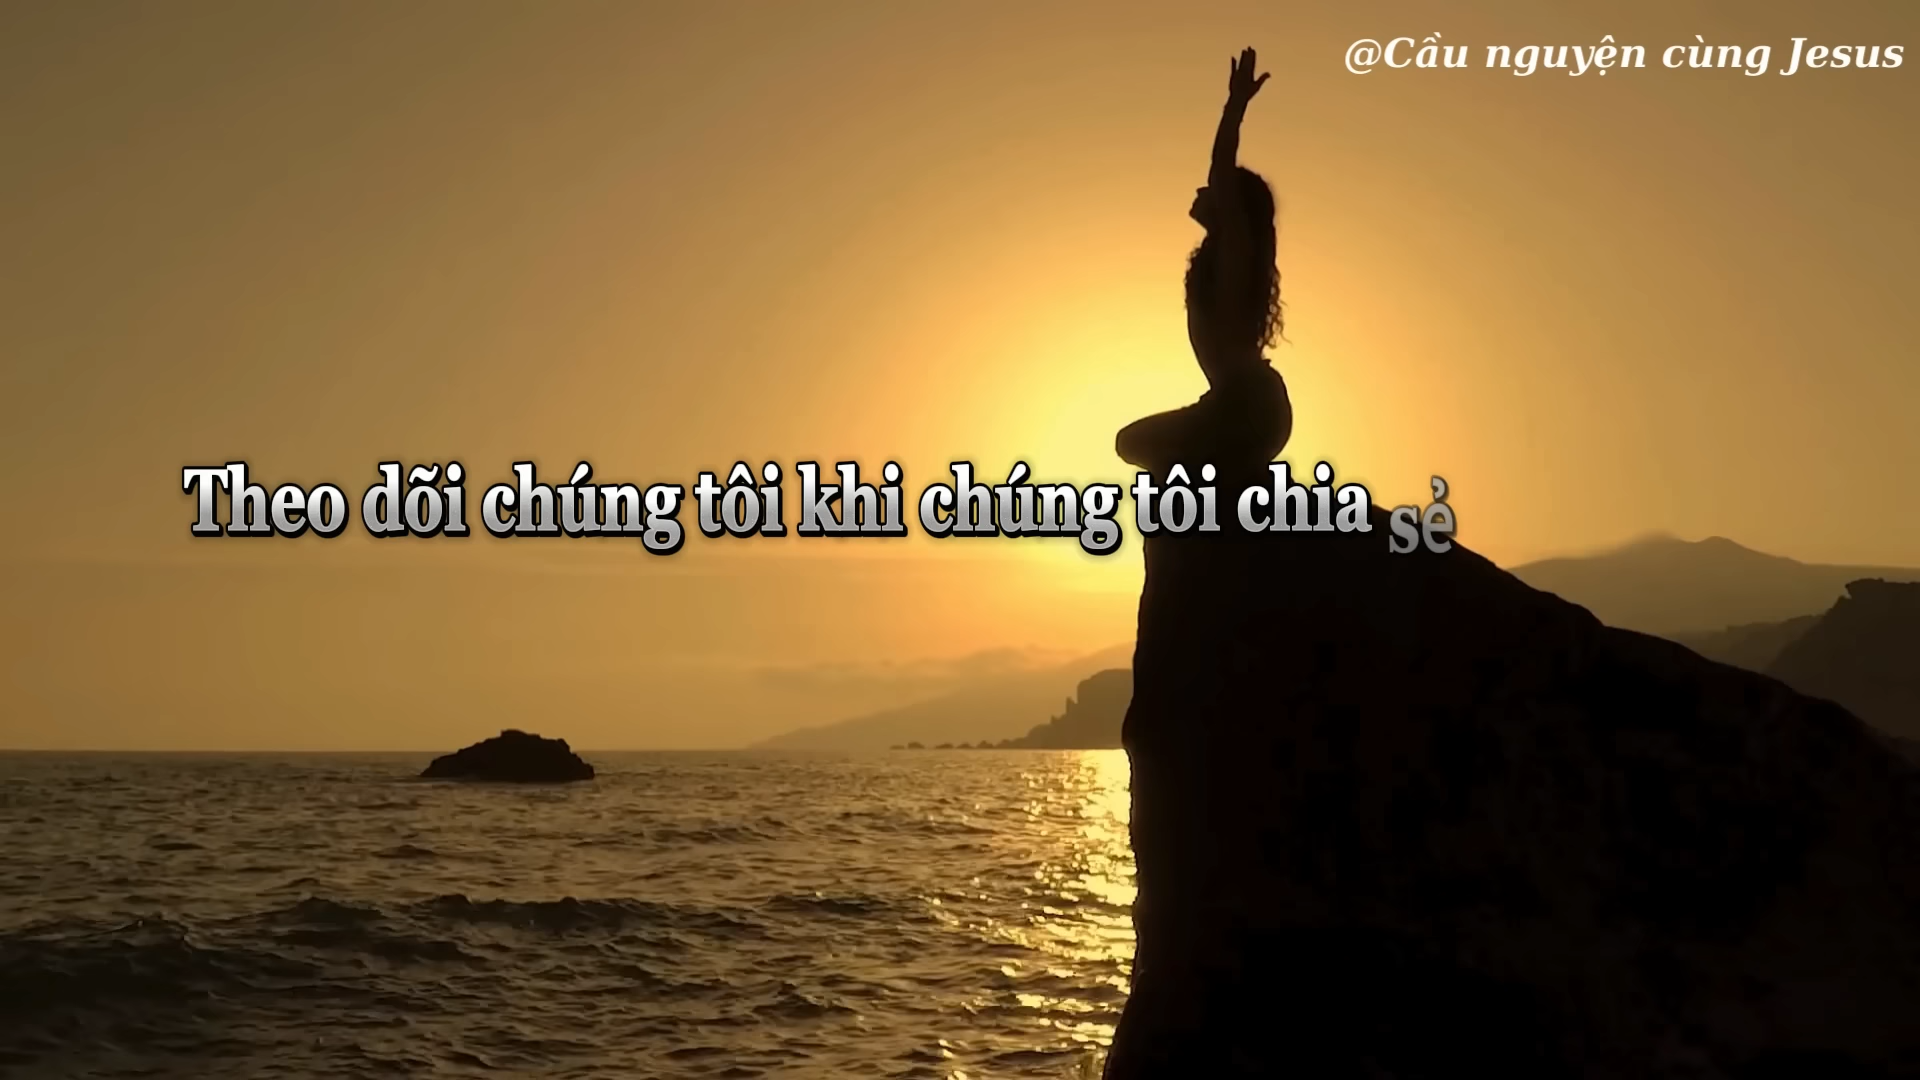 @Cầu nguyện cùng Jesus
Theo dõi chúng tôi khi chúng tôi chia sẻ